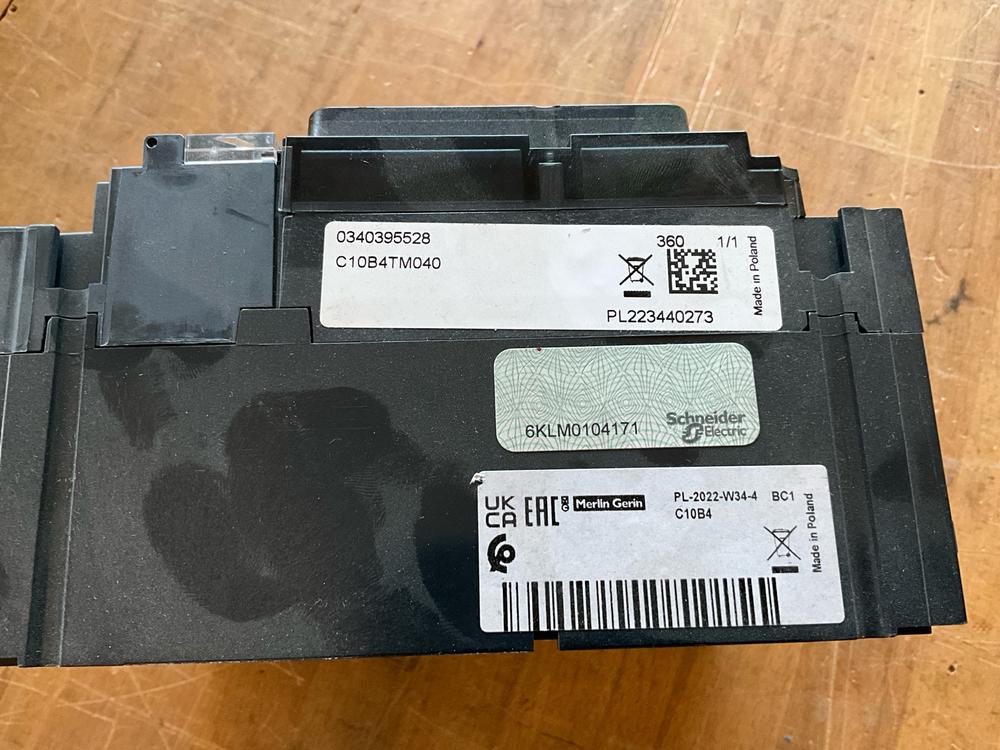 0340395528
C10B4TM040
360 1/1
PL223440273
Made in Poland
6KLM0104171
Schneider
Electric
UK
CA
EAC
Merlin Gerin
PL-2022-W34-4 BC1
C10B4
Made in Poland